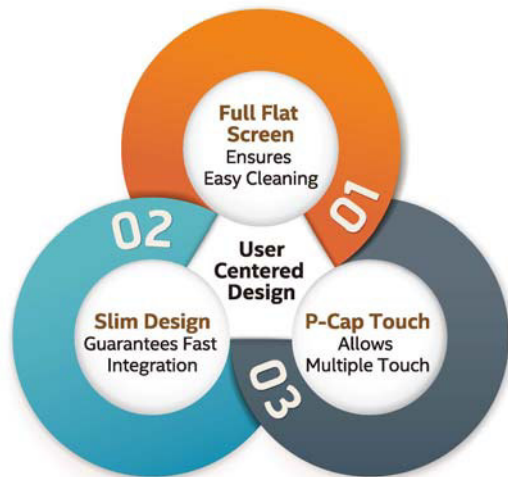 Full Flat
Screen
Ensures
Easy Cleaning
01
02
User
Centered
Design
Slim Design
Guarantees Fast
Integration
P-Cap Touch
Allows
Multiple Touch
03